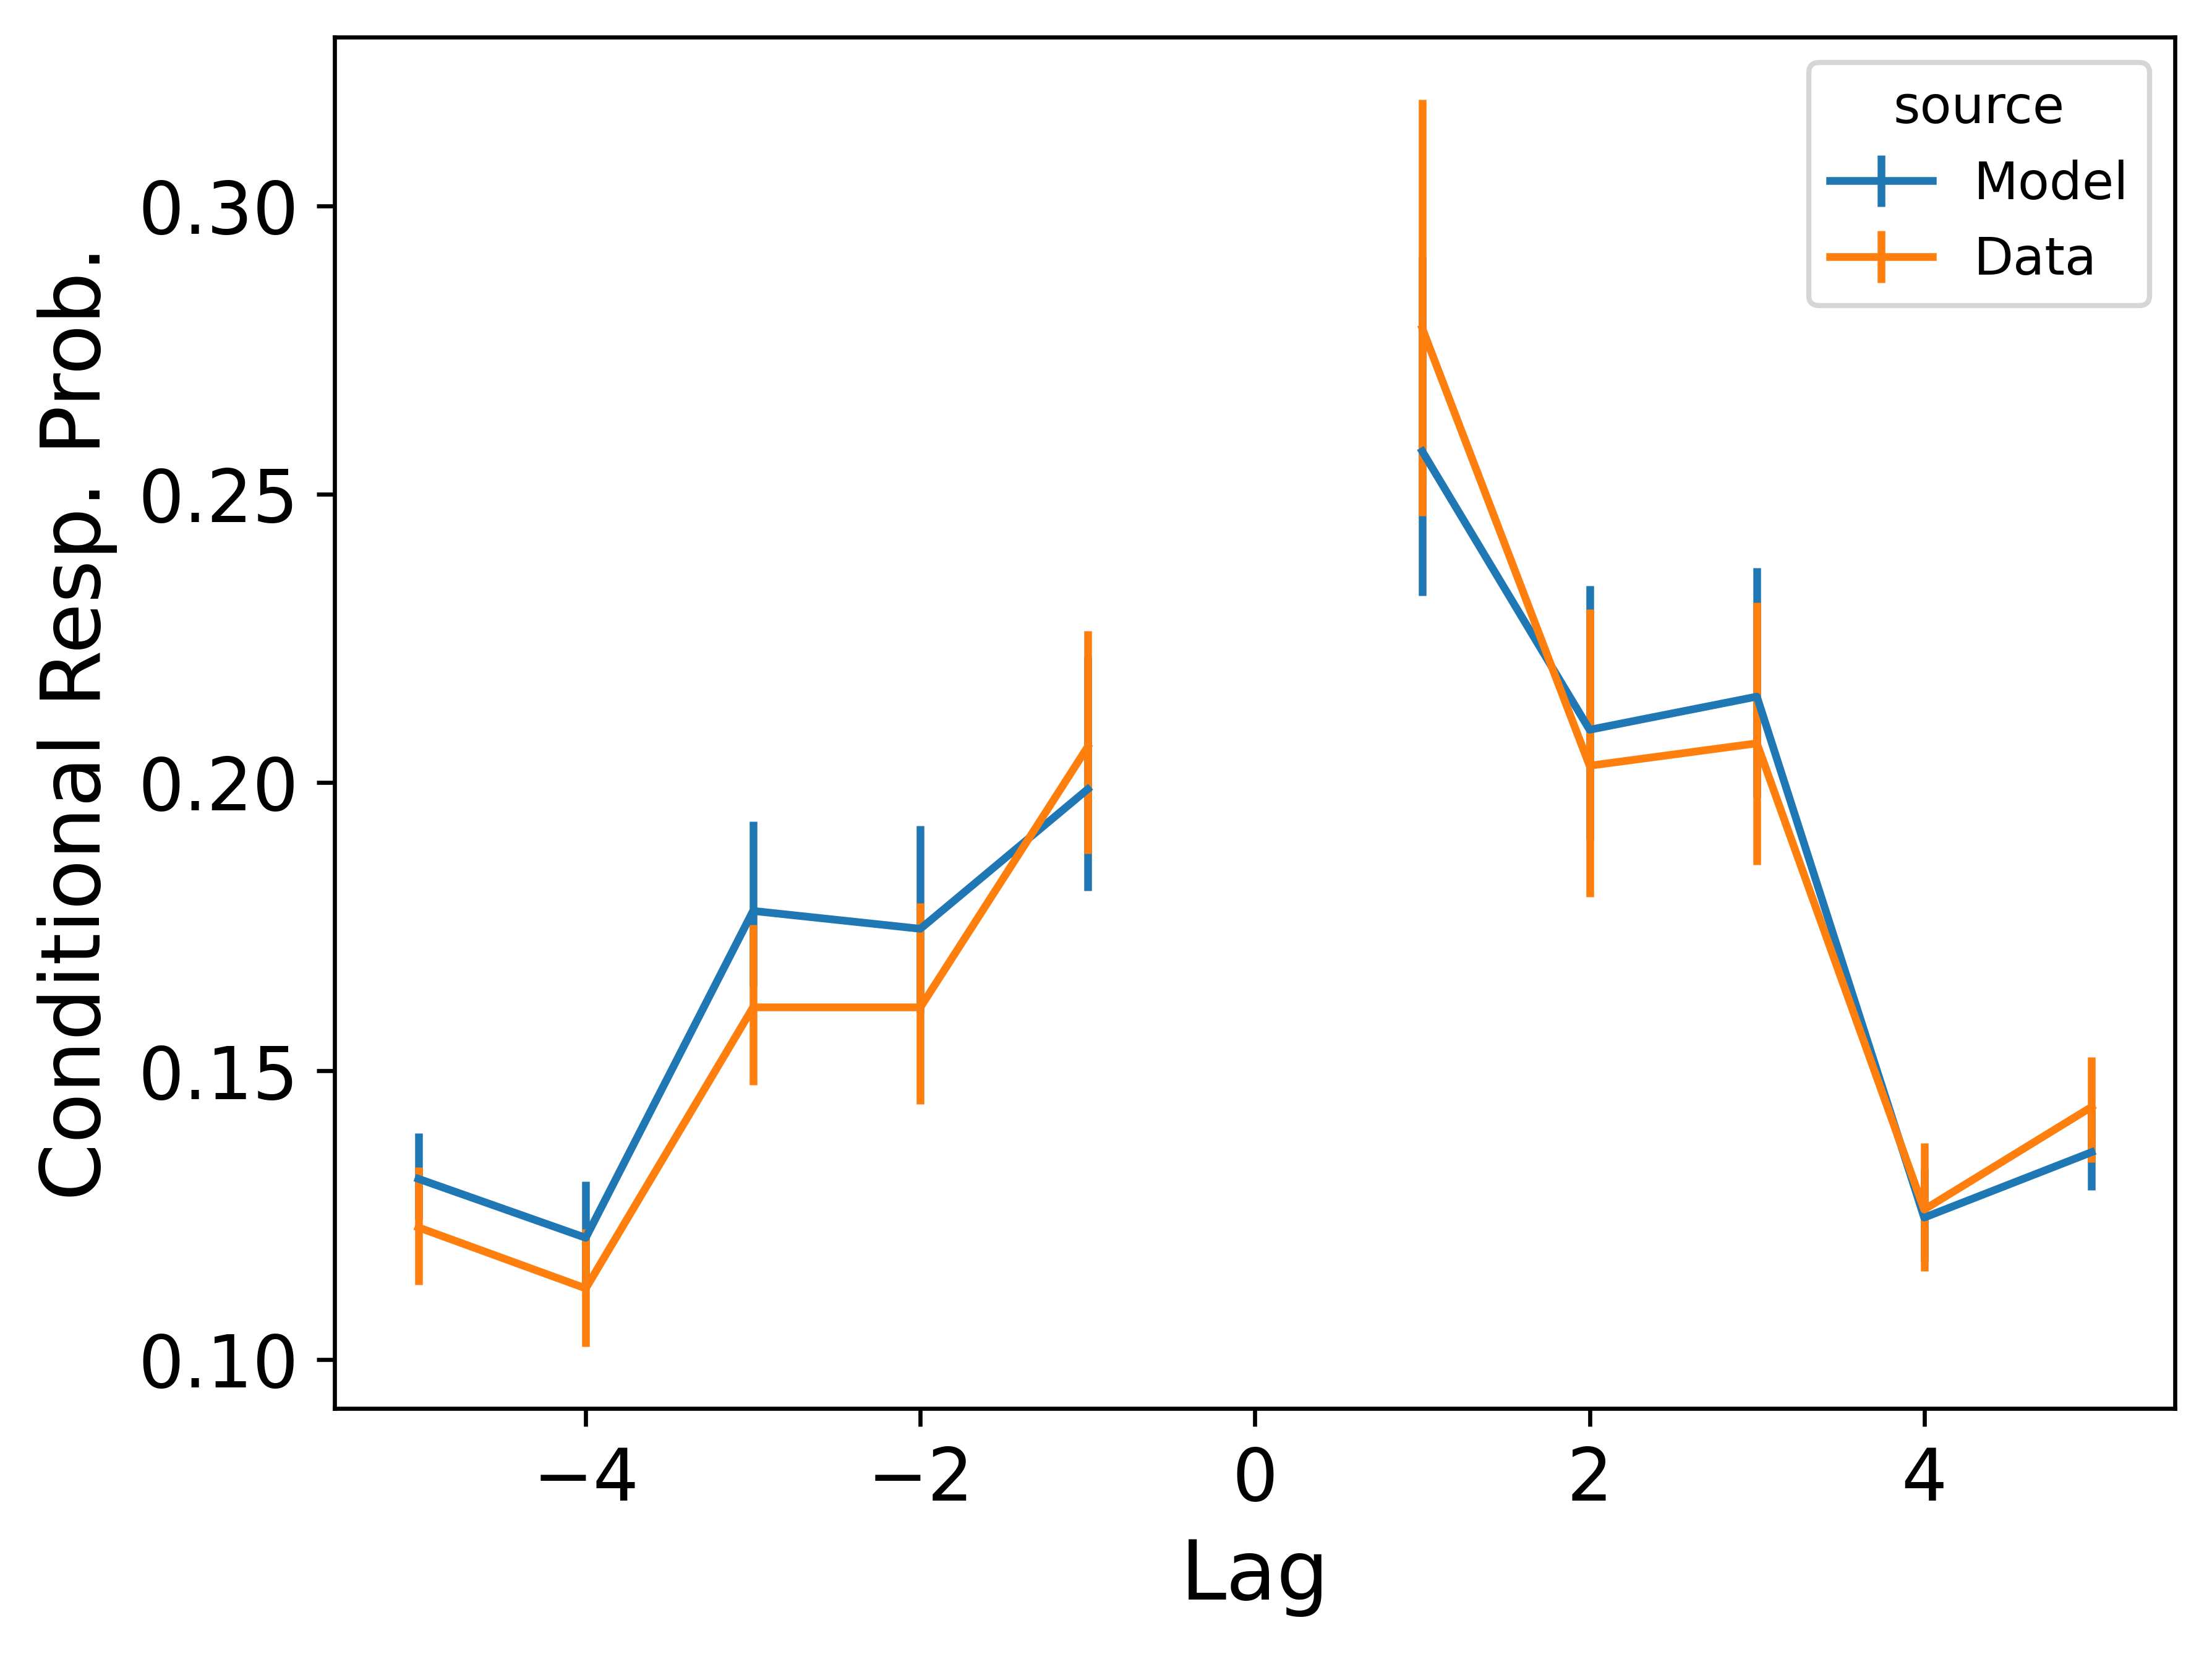 source
Model
Data
Conditional Resp. Prob.
0.30
0.25
0.20
0.15
0.10
−4 −2 0 2 4
Lag